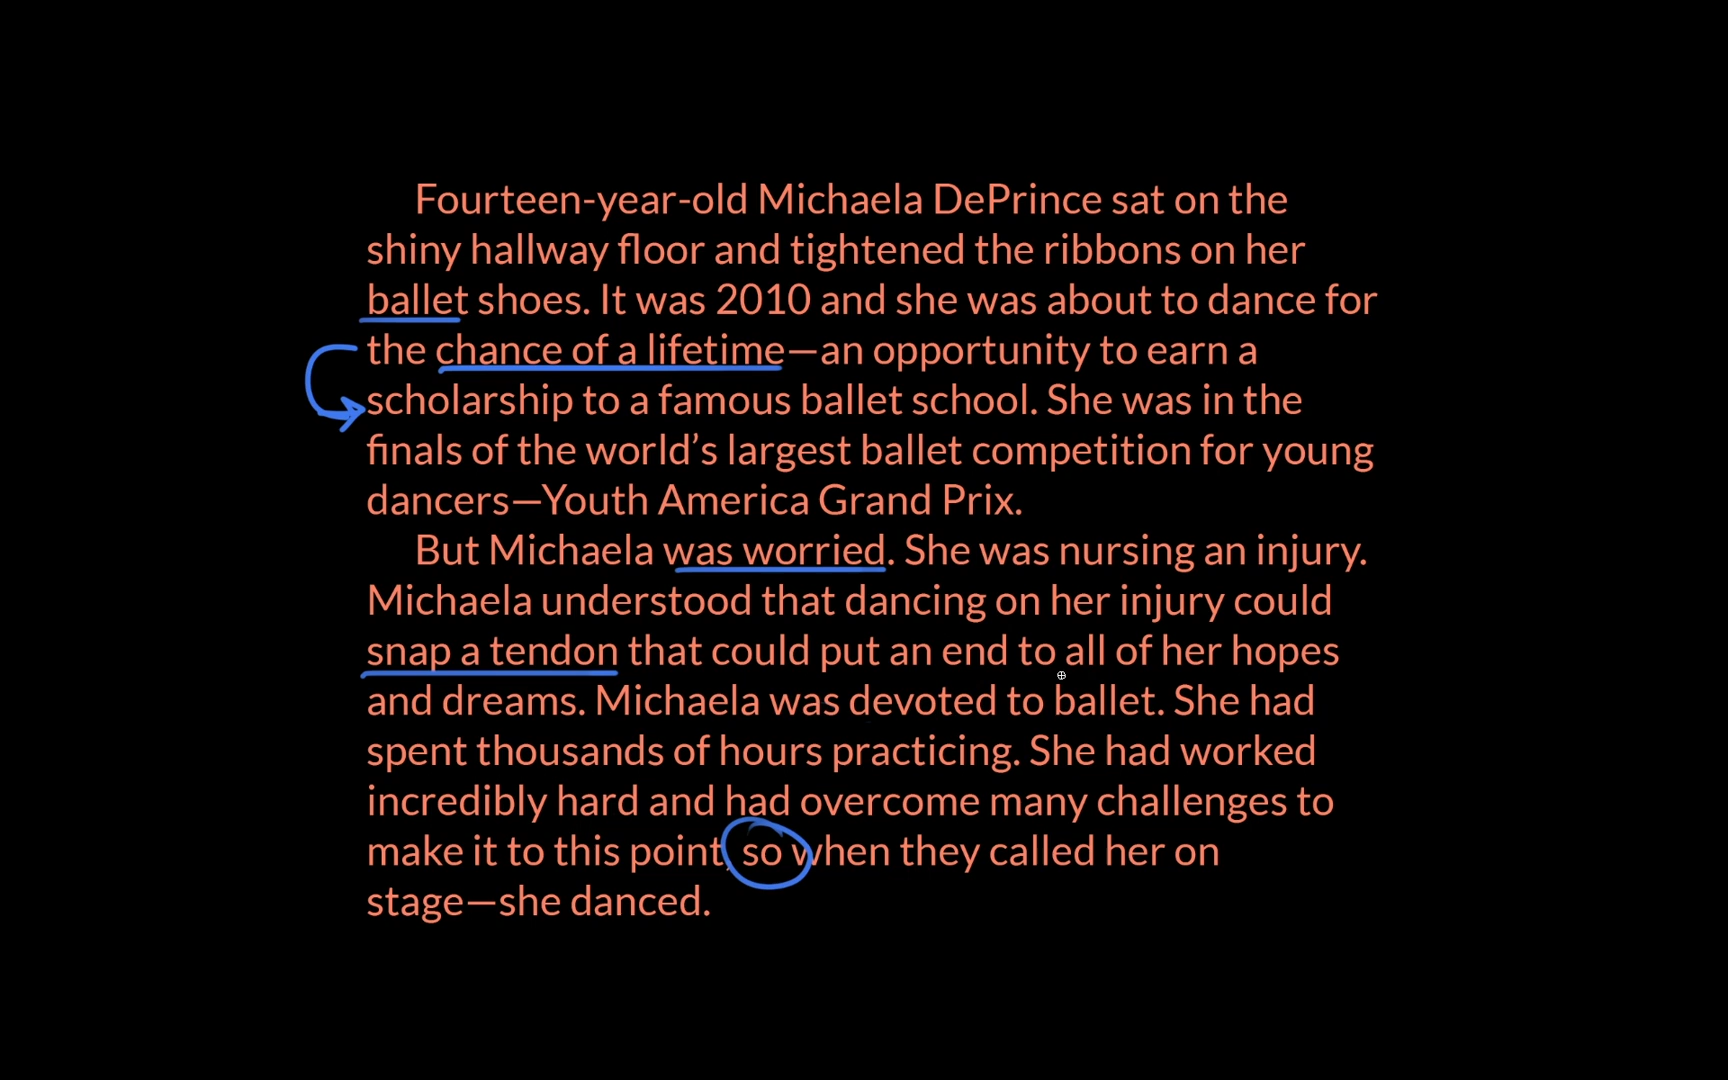 Fourteen-year-old Michaela DePrince sat on the
shiny hallway floor and tightened the ribbons on her
ballet shoes. It was 2010 and she was about to dance for
the chance of a lifetime—an opportunity to earn a
scholarship to a famous ballet school. She was in the
finals of the world’s largest ballet competition for young
dancers—Youth America Grand Prix.
But Michaela was worried. She was nursing an injury.
Michaela understood that dancing on her injury could
snap a tendon that could put an end to all of her hopes
and dreams. Michaela was devoted to ballet. She had
spent thousands of hours practicing. She had worked
incredibly hard and had overcome many challenges to
make it to this point, so when they called her on
stage—she danced.